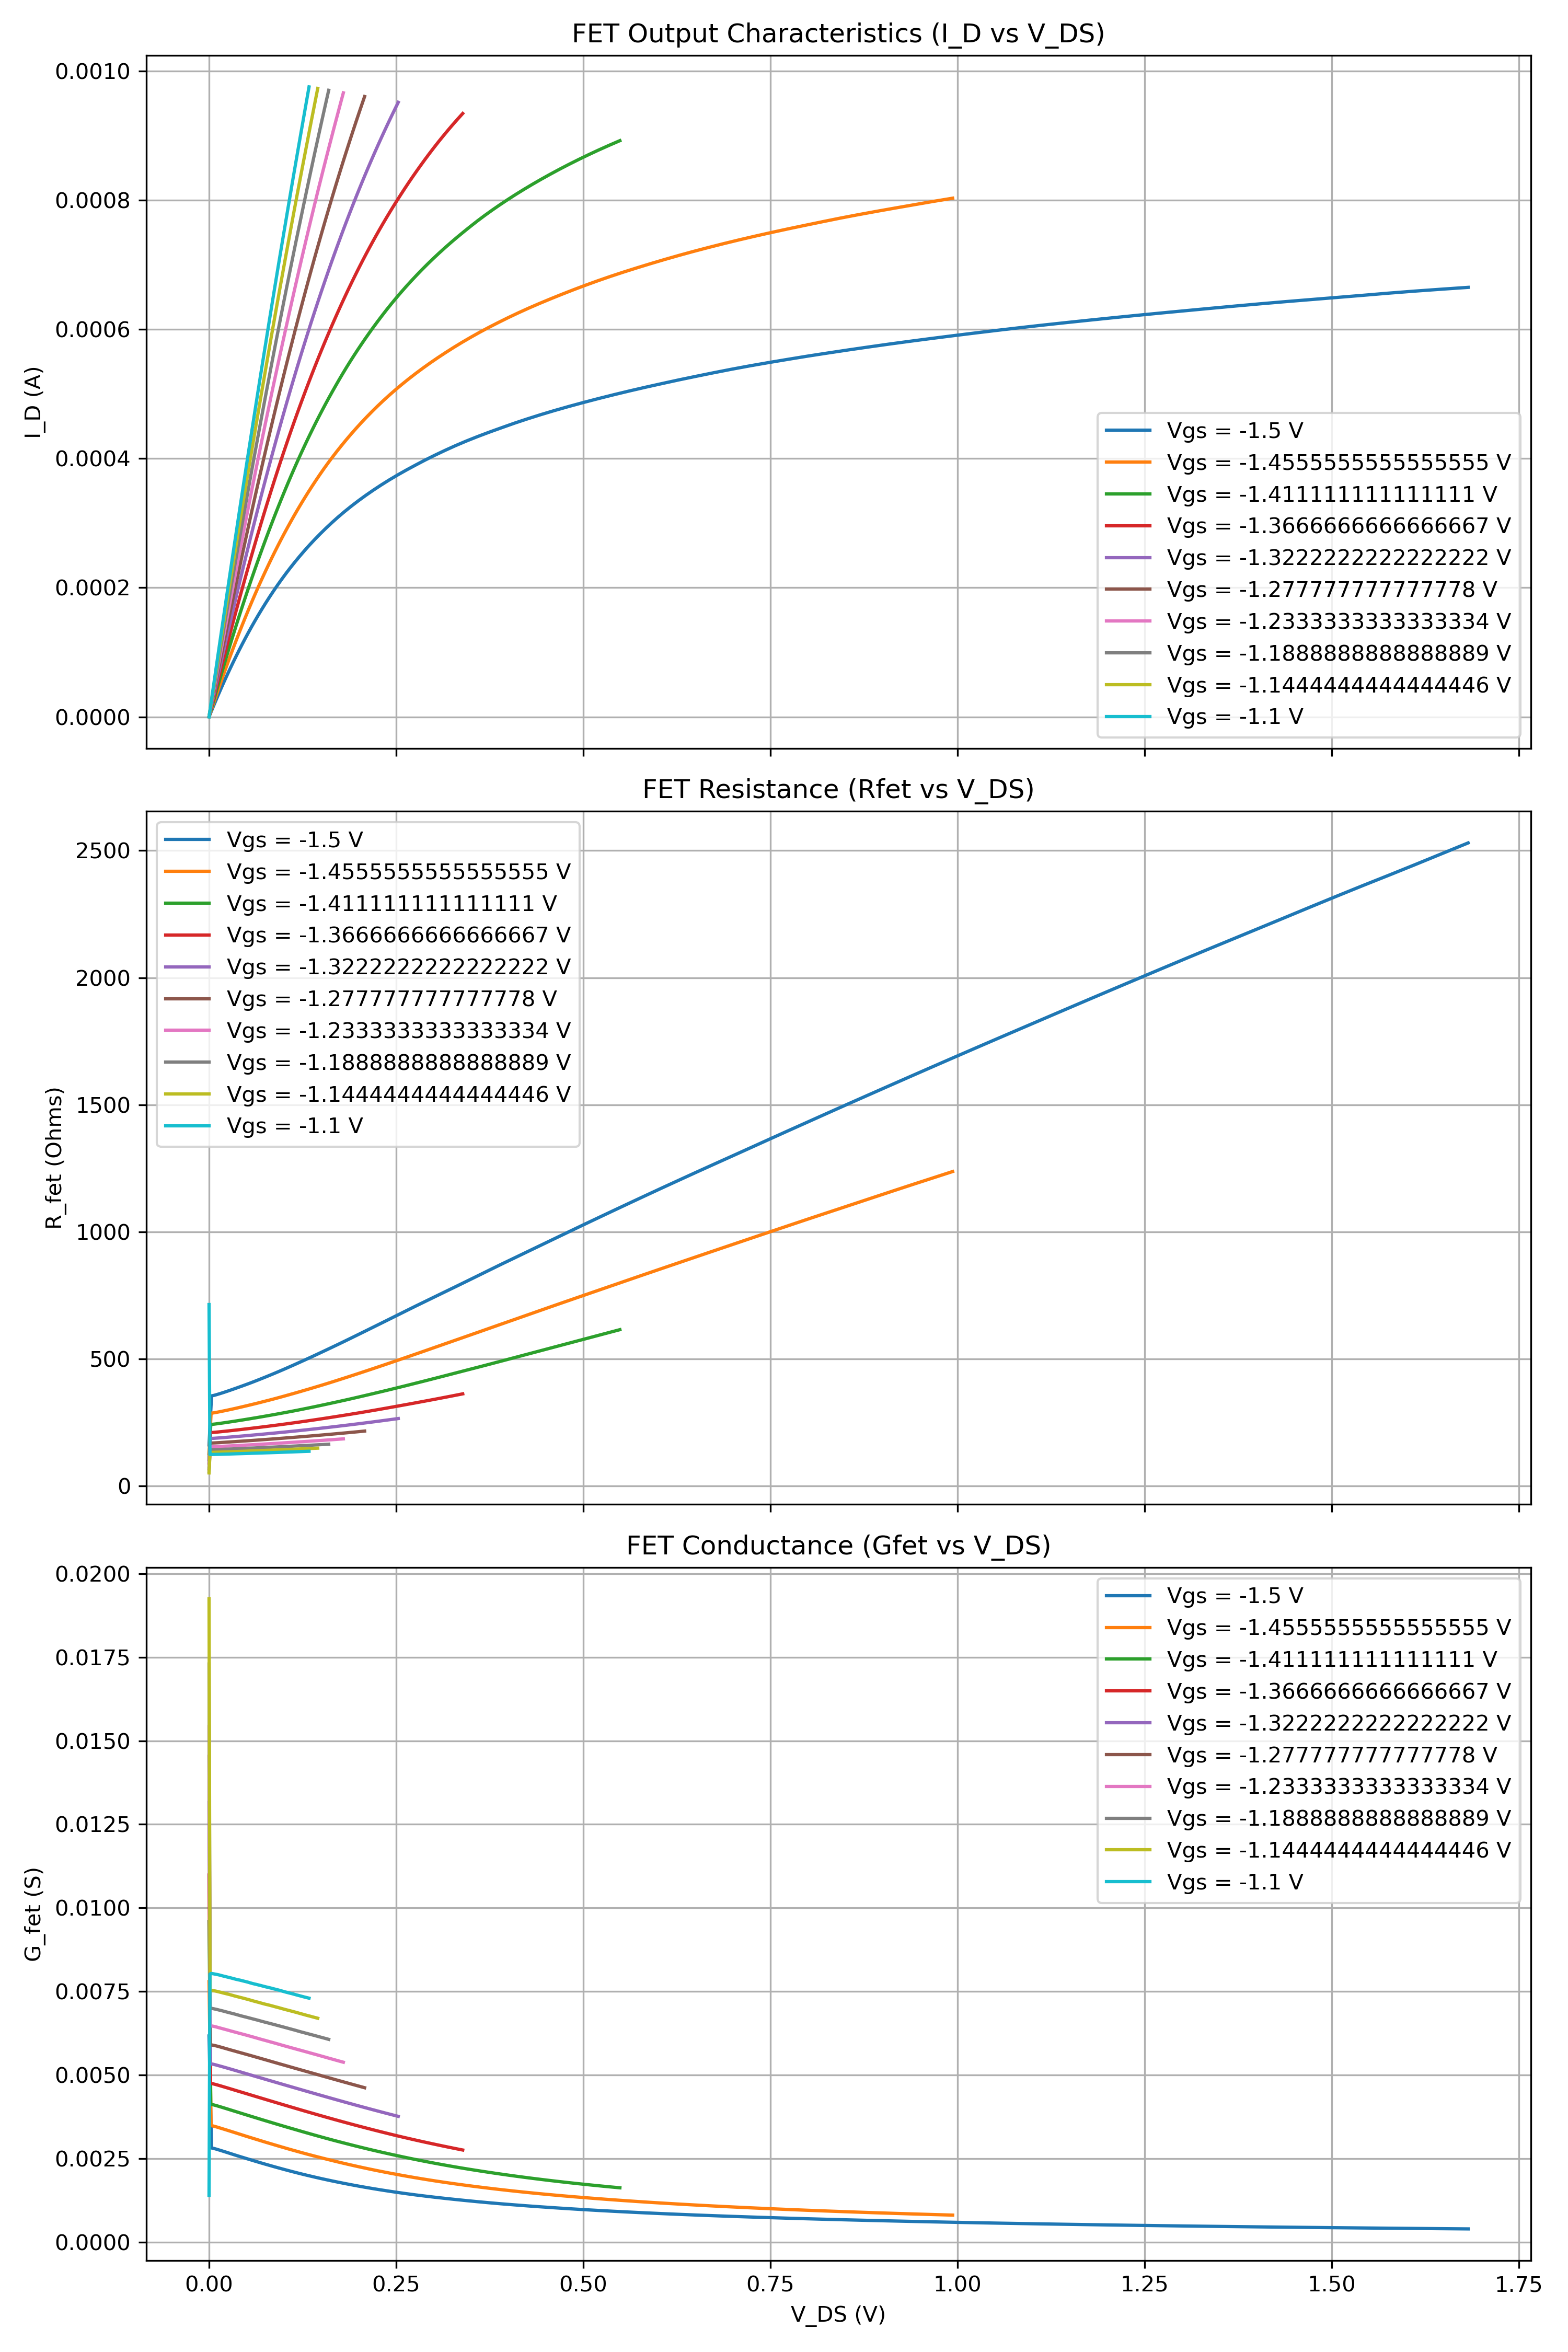 FET Output Characteristics (I_D vs V_DS)
0.0010
0.0008
0.0006
0.0004
0.0002
0.0000
I_D (A)
Vgs = -1.5 V
Vgs = -1.4555555555555555 V
Vgs = -1.411111111111111 V
Vgs = -1.3666666666666667 V
Vgs = -1.3222222222222222 V
Vgs = -1.277777777777778 V
Vgs = -1.2333333333333334 V
Vgs = -1.1888888888888889 V
Vgs = -1.1444444444444446 V
Vgs = -1.1 V
FET Resistance (Rfet vs V_DS)
2500
2000
1500
1000
500
0
R_fet (Ohms)
Vgs = -1.5 V
Vgs = -1.4555555555555555 V
Vgs = -1.411111111111111 V
Vgs = -1.3666666666666667 V
Vgs = -1.3222222222222222 V
Vgs = -1.277777777777778 V
Vgs = -1.2333333333333334 V
Vgs = -1.1888888888888889 V
Vgs = -1.1444444444444446 V
Vgs = -1.1 V
FET Conductance (Gfet vs V_DS)
0.0200
0.0175
0.0150
0.0125
0.0100
0.0075
0.0050
0.0025
0.0000
G_fet (S)
Vgs = -1.5 V
Vgs = -1.4555555555555555 V
Vgs = -1.411111111111111 V
Vgs = -1.3666666666666667 V
Vgs = -1.3222222222222222 V
Vgs = -1.277777777777778 V
Vgs = -1.2333333333333334 V
Vgs = -1.1888888888888889 V
Vgs = -1.1444444444444446 V
Vgs = -1.1 V
0.00 0.25 0.50 0.75 1.00 1.25 1.50 1.75
V_DS (V)